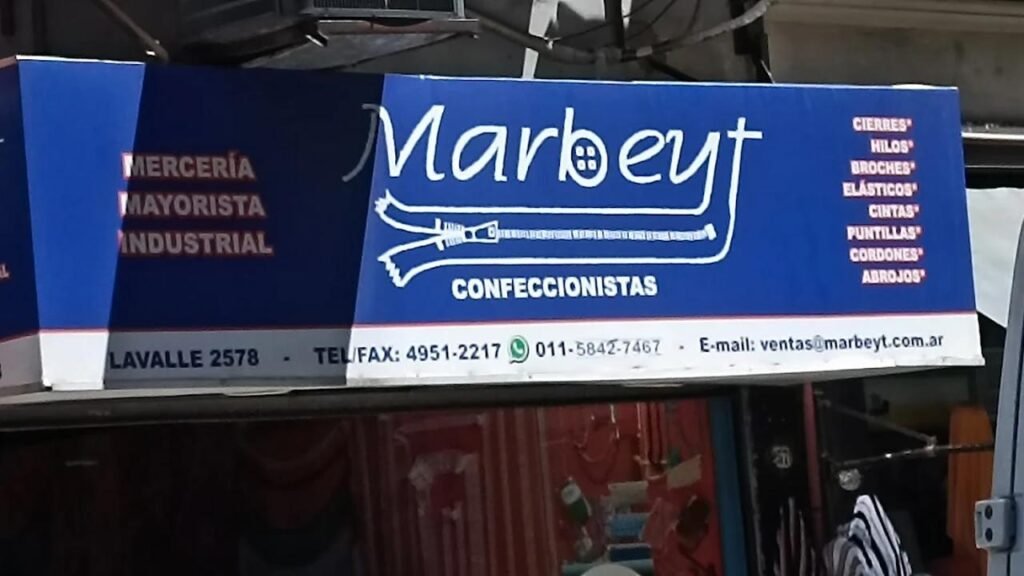 MERCERÍA
MAYORISTA
INDUSTRIAL
Marbeyt
CONFECCIONISTAS
CIERRES*
HILOS*
BROCHES*
ELÁSTICOS*
CINTAS*
PUNTILLAS*
CORDONES*
ABROJOS*
LAVALLE 2578 - TEL/FAX: 4951-2217 011-5842-7467 - E-mail: ventas@marbeyt.com.ar